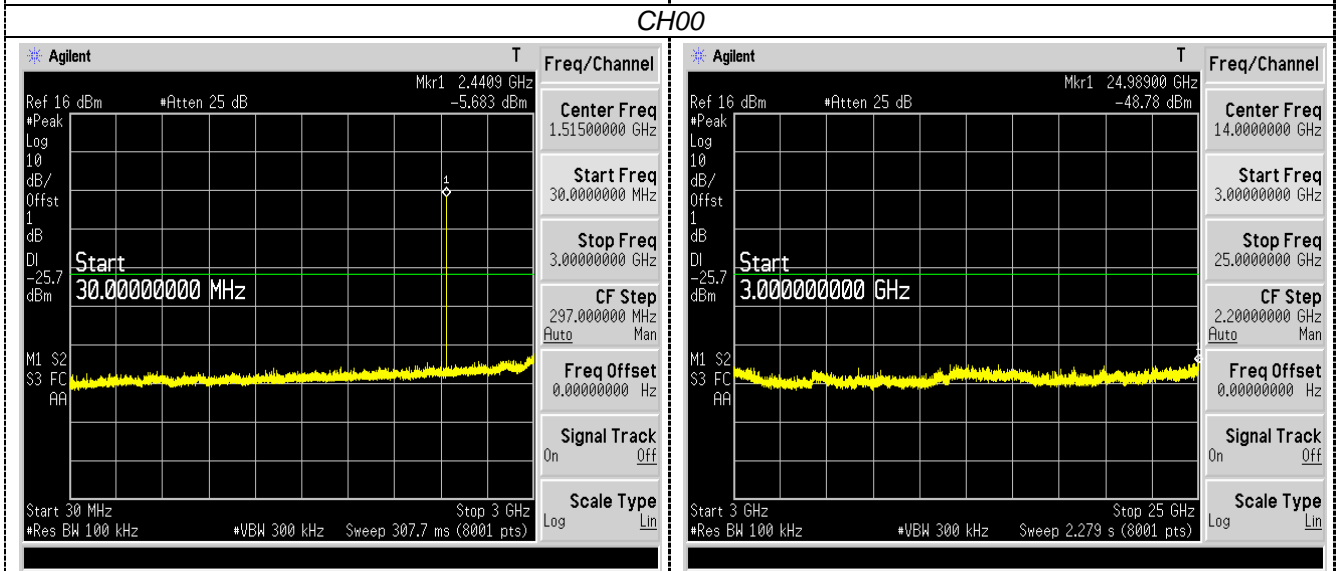 CH00
Agilent T
Mkr1 2.4409 GHz
Ref 16 dBm #Atten 25 dB -5.683 dBm
#Peak
Log
10
dB/
Offst
1
dB
DI
-25.7
dBm
M1 S2
S3 FC
AA
1
Start
30.00000000 MHz
Start 30 MHz Stop 3 GHz
#Res BW 100 kHz #VBW 300 kHz Sweep 307.7 ms (8001 pts)
Freq/Channel
Center Freq
1.51500000 GHz
Start Freq
30.0000000 MHz
Stop Freq
3.00000000 GHz
CF Step
297.000000 MHz
Auto Man
Freq Offset
0.00000000 Hz
Signal Track
On Off
Scale Type
Log Lin
Agilent T
Mkr1 24.98900 GHz
Ref 16 dBm #Atten 25 dB -48.78 dBm
#Peak
Log
10
dB/
Offst
1
dB
DI
-25.7
dBm
M1 S2
S3 FC
AA
Start
3.000000000 GHz
Start 3 GHz Stop 25 GHz
#Res BW 100 kHz #VBW 300 kHz Sweep 2.279 s (8001 pts)
Freq/Channel
Center Freq
14.0000000 GHz
Start Freq
3.00000000 GHz
Stop Freq
25.0000000 GHz
CF Step
2.20000000 GHz
Auto Man
Freq Offset
0.00000000 Hz
Signal Track
On Off
Scale Type
Log Lin